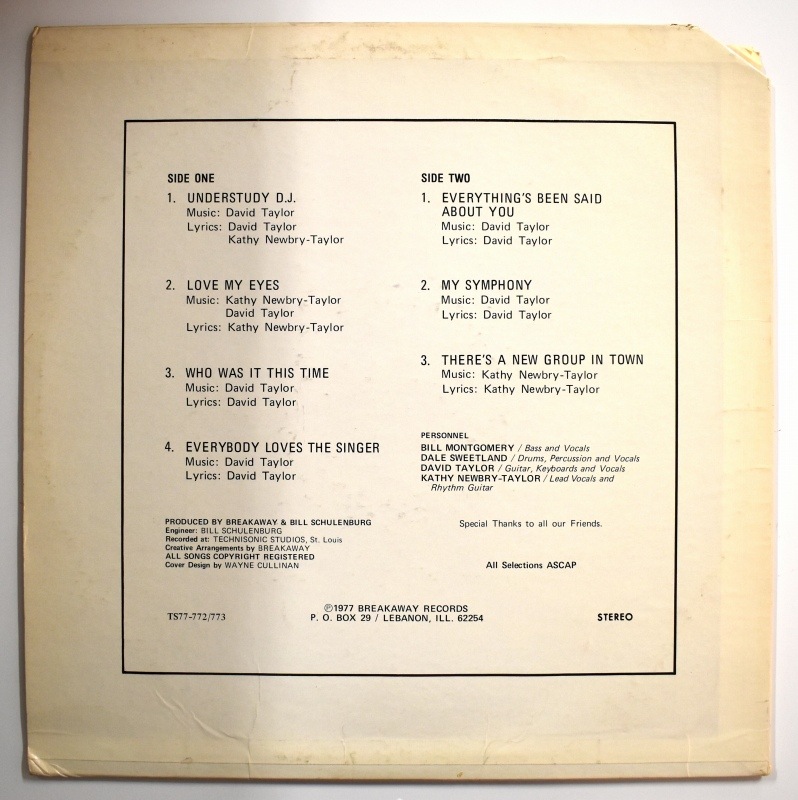 SIDE ONE
1. UNDERSTUDY D.J.
Music: David Taylor
Lyrics: David Taylor
Kathy Newbry-Taylor
2. LOVE MY EYES
Music: Kathy Newbry-Taylor
David Taylor
Lyrics: Kathy Newbry-Taylor
3. WHO WAS IT THIS TIME
Music: David Taylor
Lyrics: David Taylor
4. EVERYBODY LOVES THE SINGER
Music: David Taylor
Lyrics: David Taylor
PRODUCED BY BREAKAWAY & BILL SCHULENBURG
Engineer: BILL SCHULENBURG
Recorded at: TECHNISONIC STUDIOS, St. Louis
Creative Arrangements by BREAKAWAY
ALL SONGS COPYRIGHT REGISTERED
Cover Design by WAYNE CULLINAN
SIDE TWO
1. EVERYTHING'S BEEN SAID
ABOUT YOU
Music: David Taylor
Lyrics: David Taylor
2. MY SYMPHONY
Music: David Taylor
Lyrics: David Taylor
3. THERE'S A NEW GROUP IN TOWN
Music: Kathy Newbry-Taylor
Lyrics: Kathy Newbry-Taylor
PERSONNEL
BILL MONTGOMERY / Bass and Vocals
DALE SWEETLAND / Drums, Percussion and Vocals
DAVID TAYLOR / Guitar, Keyboards and Vocals
KATHY NEWBRY-TAYLOR / Lead Vocals and
Rhythm Guitar
Special Thanks to all our Friends.
All Selections ASCAP
TS77-772/773
℗1977 BREAKAWAY RECORDS
P. O. BOX 29 / LEBANON, ILL. 62254
STEREO